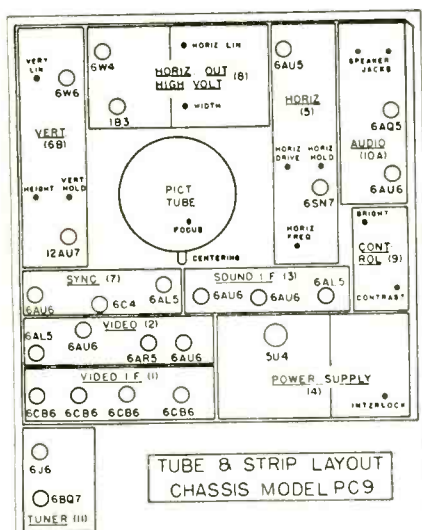 VERT
LIN
6W6
VERT
(6B)
HEIGHT
VERT
HOLD
12AU7
6W4
HORIZ LIN
HORIZ OUT
HIGH VOLT (8)
1B3
WIDTH
PICT
TUBE
FOCUS
CENTERING
6AU5
HORIZ
(5)
HORIZ
DRIVE
HORIZ
HOLD
6SN7
HORIZ
FREQ
SPEAKER
JACKS
6AQ5
AUDIO
(10A)
6AU6
BRIGHT
CONT
ROL (9)
CONTRAST
SYNC (7)
6AU6
6C4
6AL5
SOUND I F (3)
6AU6
6AU6
6AL5
VIDEO (2)
6AL5
6AU6
6AR5
6AU6
VIDEO I F (1)
6CB6
6CB6
6CB6
6CB6
5U4
POWER SUPPLY
(4)
INTERLOCK
6J6
6BQ7
TUNER (11)
TUBE & STRIP LAYOUT
CHASSIS MODEL PC9